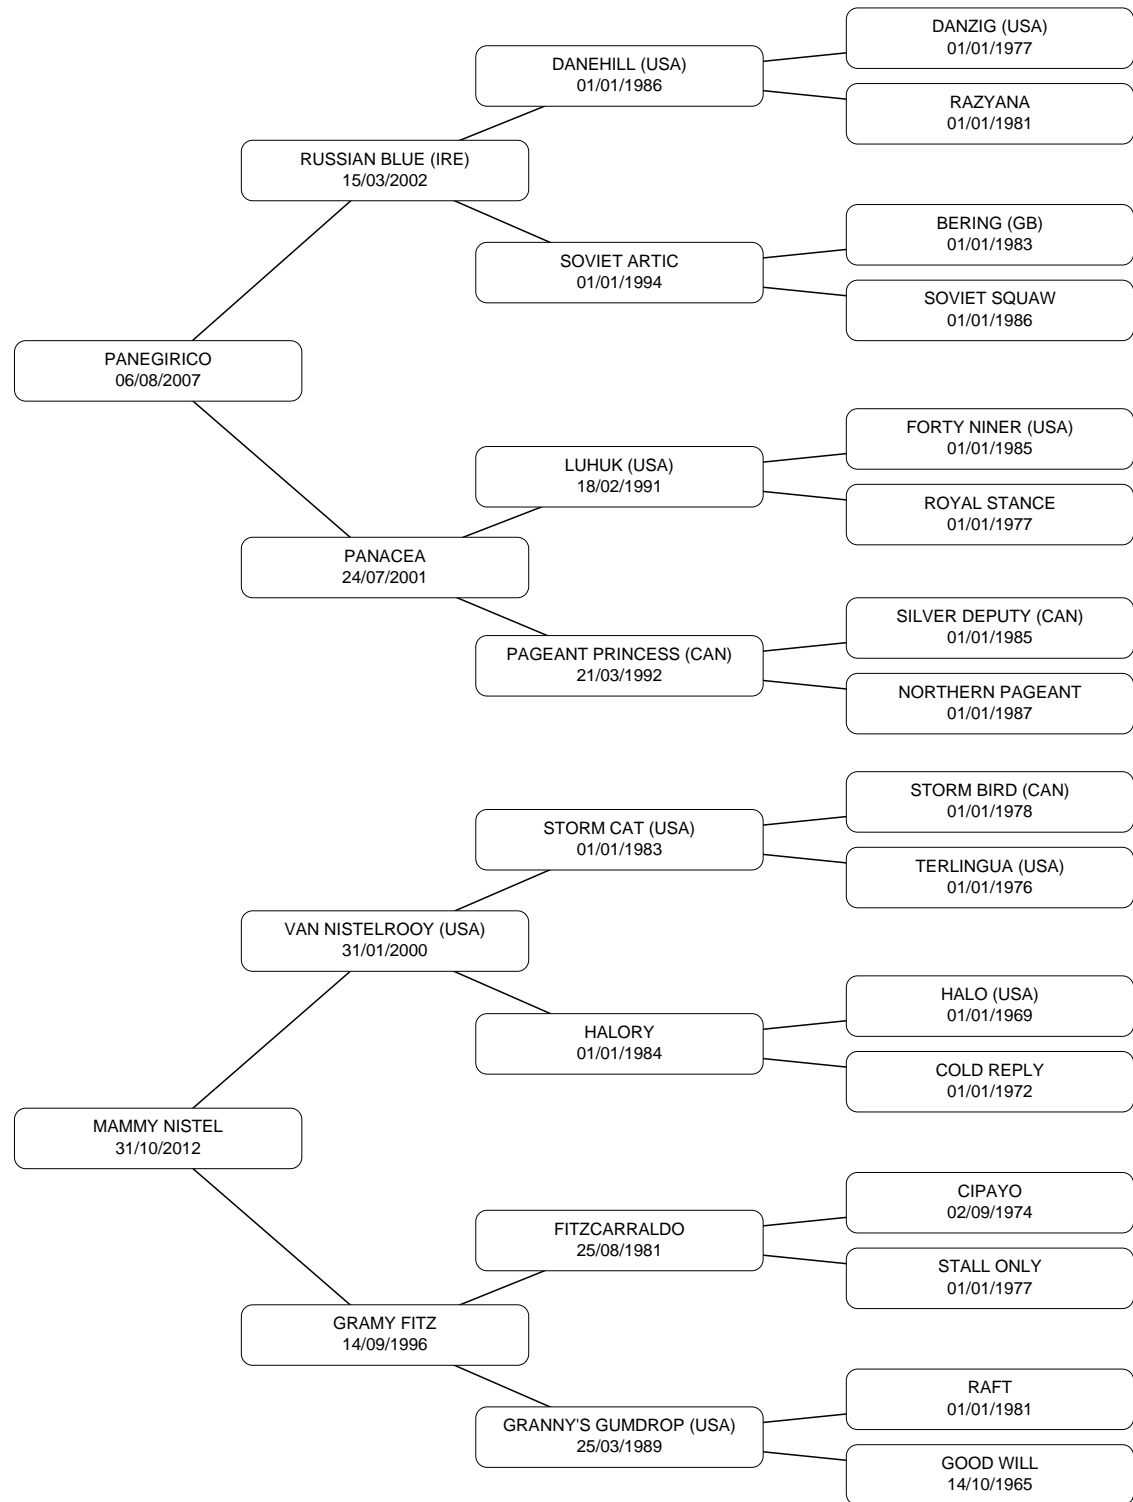 DANZIG (USA)
01/01/1977
DANEHILL (USA)
01/01/1986
RAZYANA
01/01/1981
RUSSIAN BLUE (IRE)
15/03/2002
BERING (GB)
01/01/1983
SOVIET ARTIC
01/01/1994
SOVIET SQUAW
01/01/1986
PANEGIRICO
06/08/2007
FORTY NINER (USA)
01/01/1985
LUHUK (USA)
18/02/1991
ROYAL STANCE
01/01/1977
PANACEA
24/07/2001
SILVER DEPUTY (CAN)
01/01/1985
PAGEANT PRINCESS (CAN)
21/03/1992
NORTHERN PAGEANT
01/01/1987
STORM BIRD (CAN)
01/01/1978
STORM CAT (USA)
01/01/1983
TERLINGUA (USA)
01/01/1976
VAN NISTELROOY (USA)
31/01/2000
HALO (USA)
01/01/1969
HALORY
01/01/1984
COLD REPLY
01/01/1972
MAMMY NISTEL
31/10/2012
CIPAYO
02/09/1974
FITZCARRALDO
25/08/1981
STALL ONLY
01/01/1977
GRAMY FITZ
14/09/1996
RAFT
01/01/1981
GRANNY'S GUMDROP (USA)
25/03/1989
GOOD WILL
14/10/1965